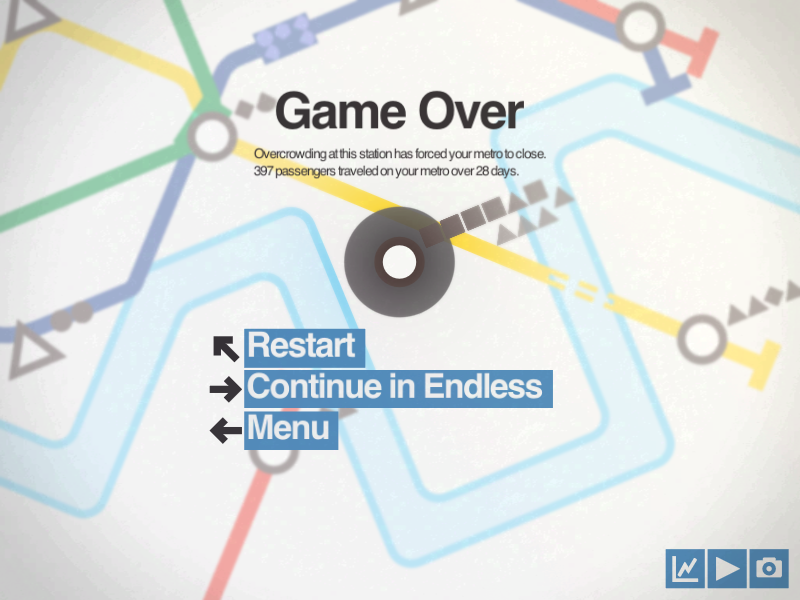 Game Over
Overcrowding at this station has forced your metro to close.
397 passengers traveled on your metro over 28 days.
Restart
Continue in Endless
Menu